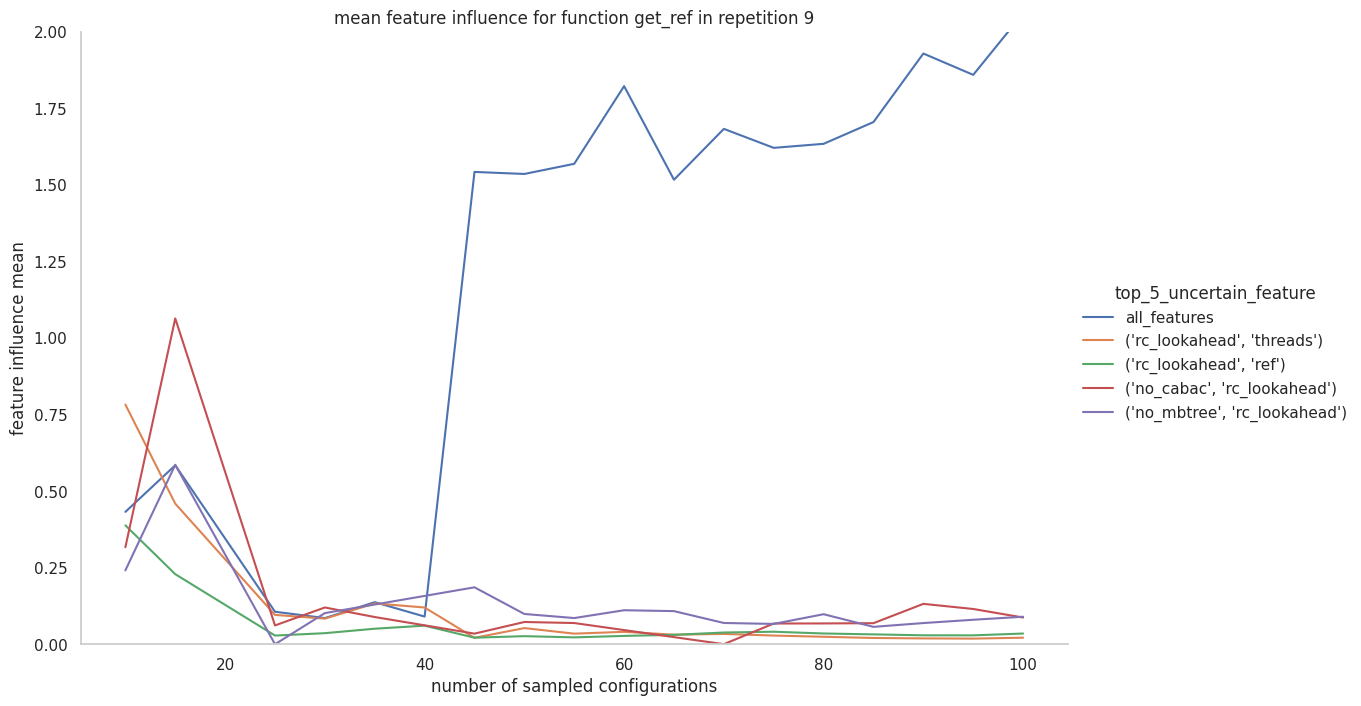 mean feature influence for function get_ref in repetition 9
2.00
1.75
1.50
1.25
1.00
0.75
0.50
0.25
0.00
feature influence mean
20
40
60
80
100
number of sampled configurations
top_5_uncertain_feature
all_features
('rc_lookahead', 'threads')
('rc_lookahead', 'ref')
('no_cabac', 'rc_lookahead')
('no_mbtree', 'rc_lookahead')